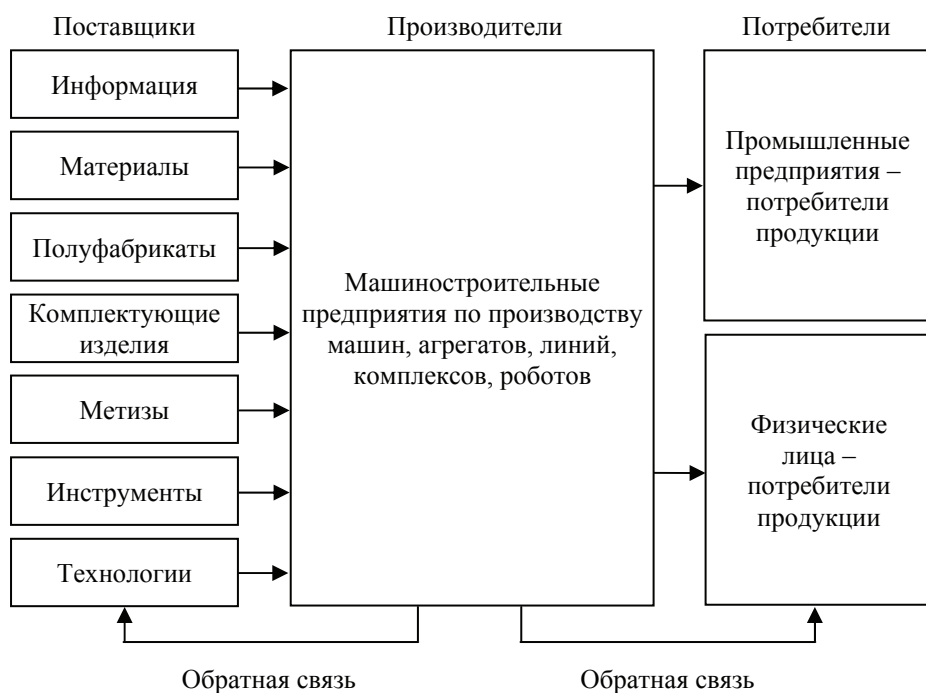 Поставщики
Производители
Потребители
Информация
Материалы
Полуфабрикаты
Комплектующие
изделия
Метизы
Инструменты
Технологии
Машиностроительные
предприятия по производству
машин, агрегатов, линий,
комплексов, роботов
Промышленные
предприятия –
потребители
продукции
Физические
лица –
потребители
продукции
Обратная связь
Обратная связь